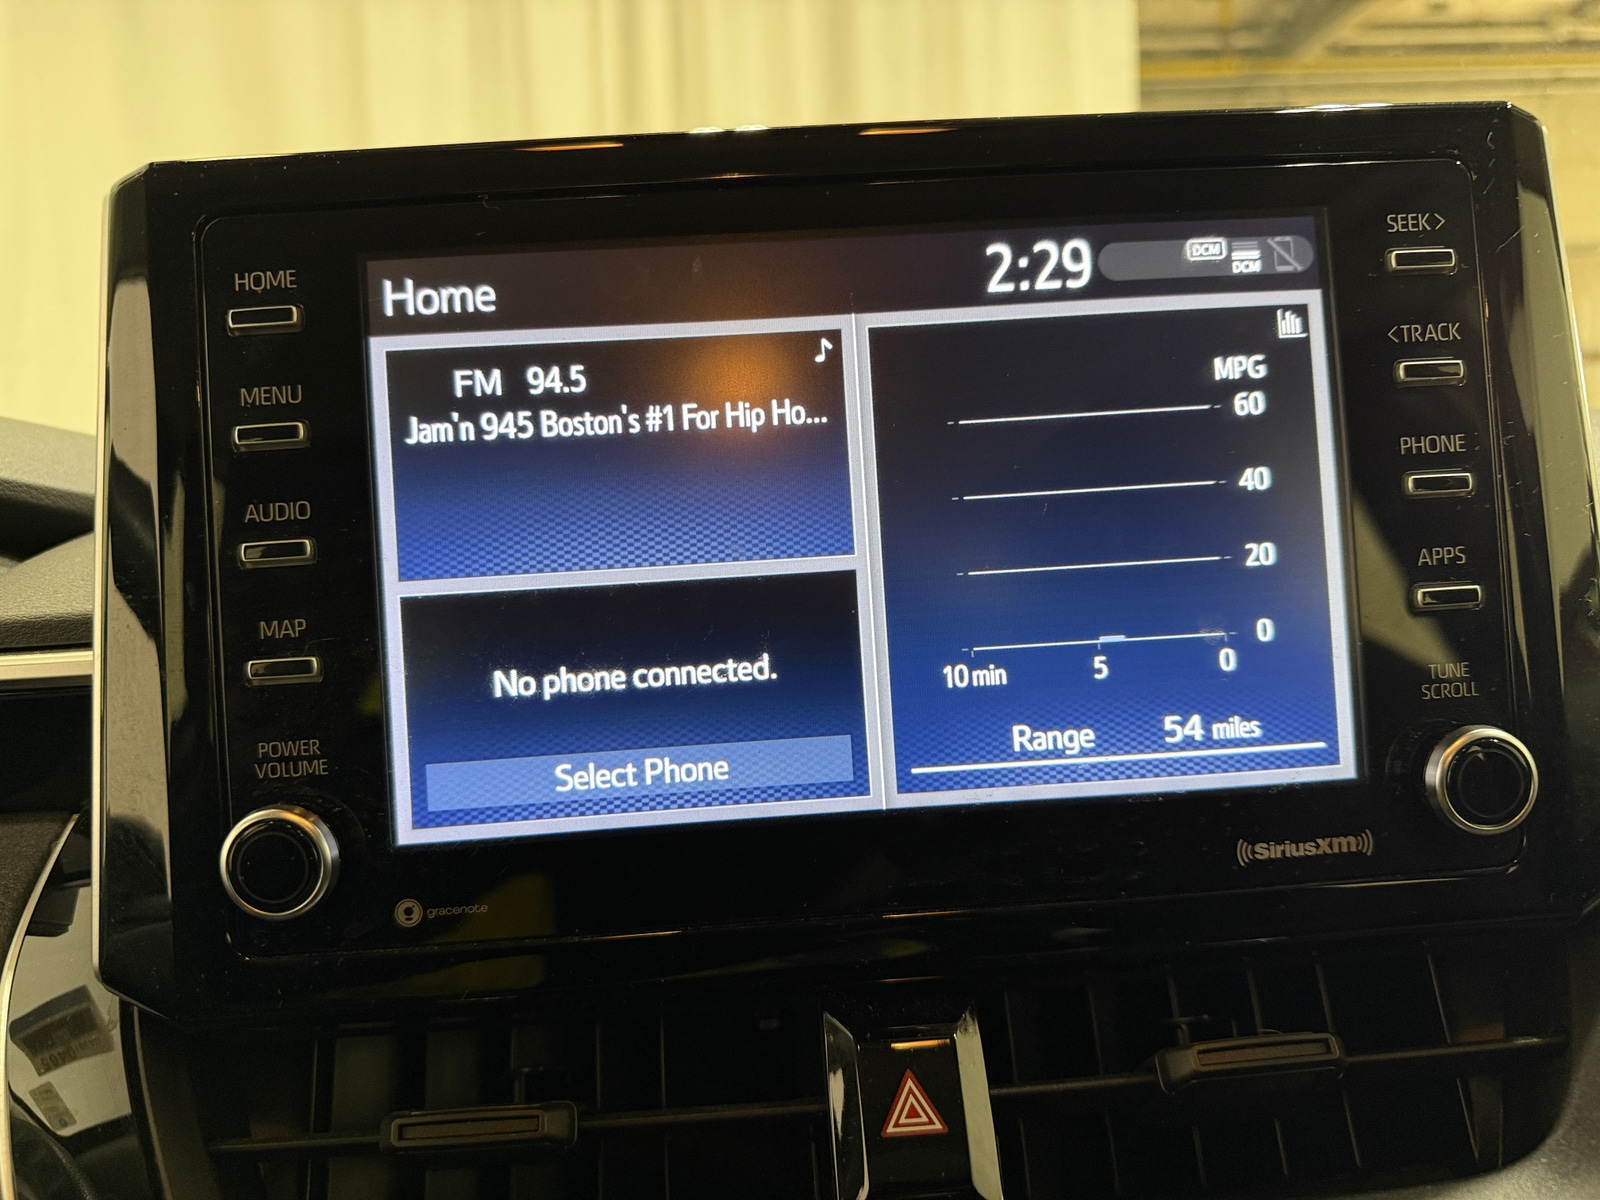 HOME
MENU
AUDIO
MAP
POWER
VOLUME
Home
2:29
DCM
DCM
FM 94.5
Jam'n 945 Boston's #1 For Hip Ho...
No phone connected.
Select Phone
MPG
60
40
20
0
10 min 5 0
Range 54 miles
SEEK>
<TRACK
PHONE
APPS
TUNE
SCROLL
gracenote
((SiriusXM))